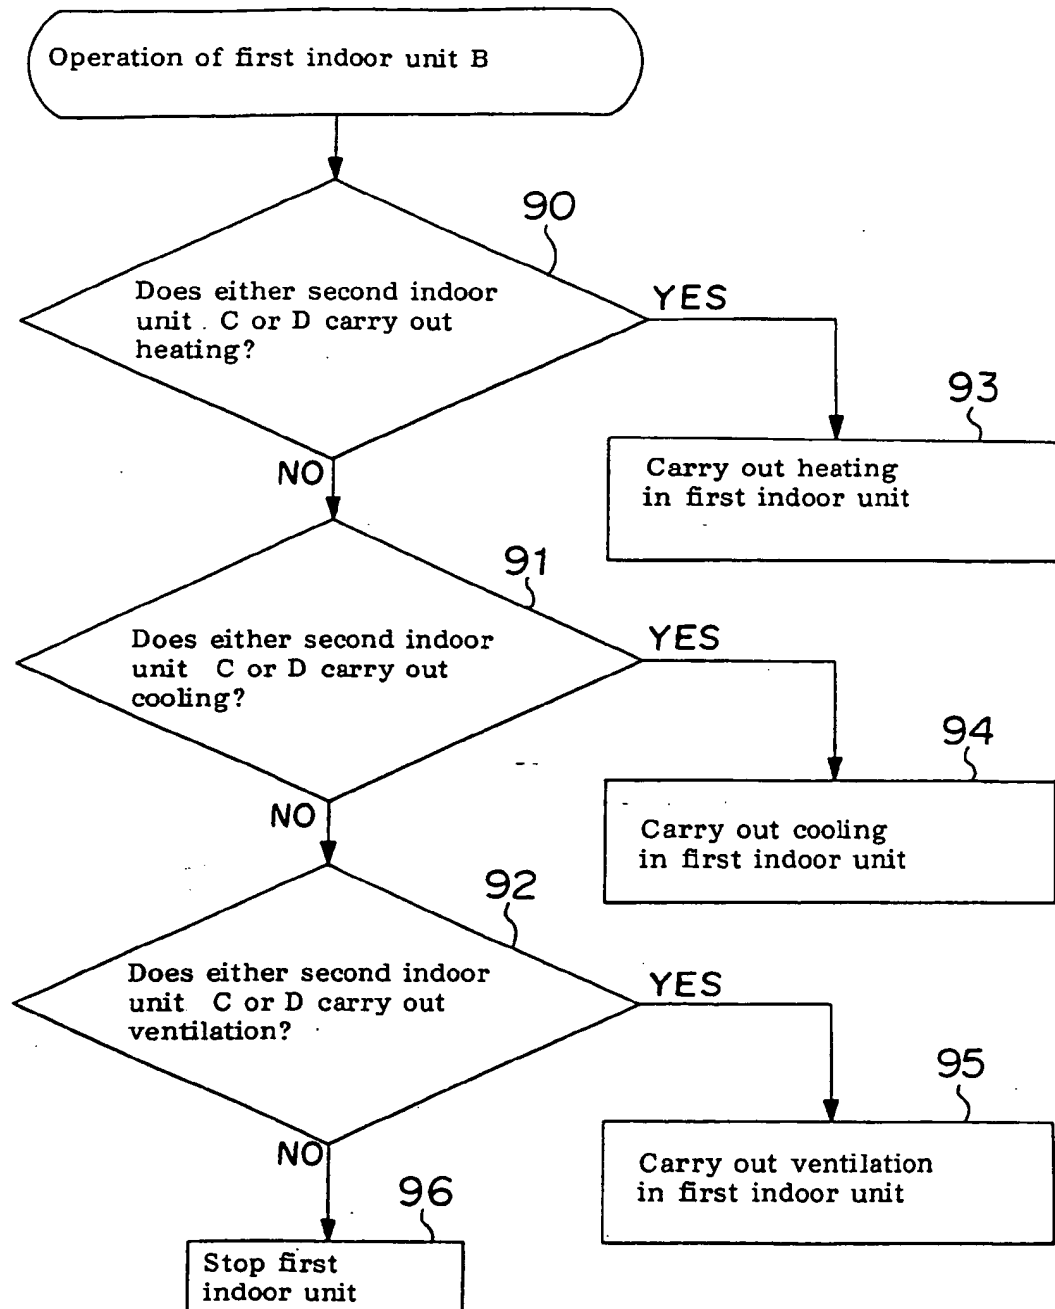 Operation of first indoor unit B
90
Does either second indoor
unit C or D carry out
heating?
YES
93
Carry out heating
in first indoor unit
NO
91
Does either second indoor
unit C or D carry out
cooling?
YES
94
Carry out cooling
in first indoor unit
NO
92
Does either second indoor
unit C or D carry out
ventilation?
YES
95
Carry out ventilation
in first indoor unit
NO
96
Stop first
indoor unit